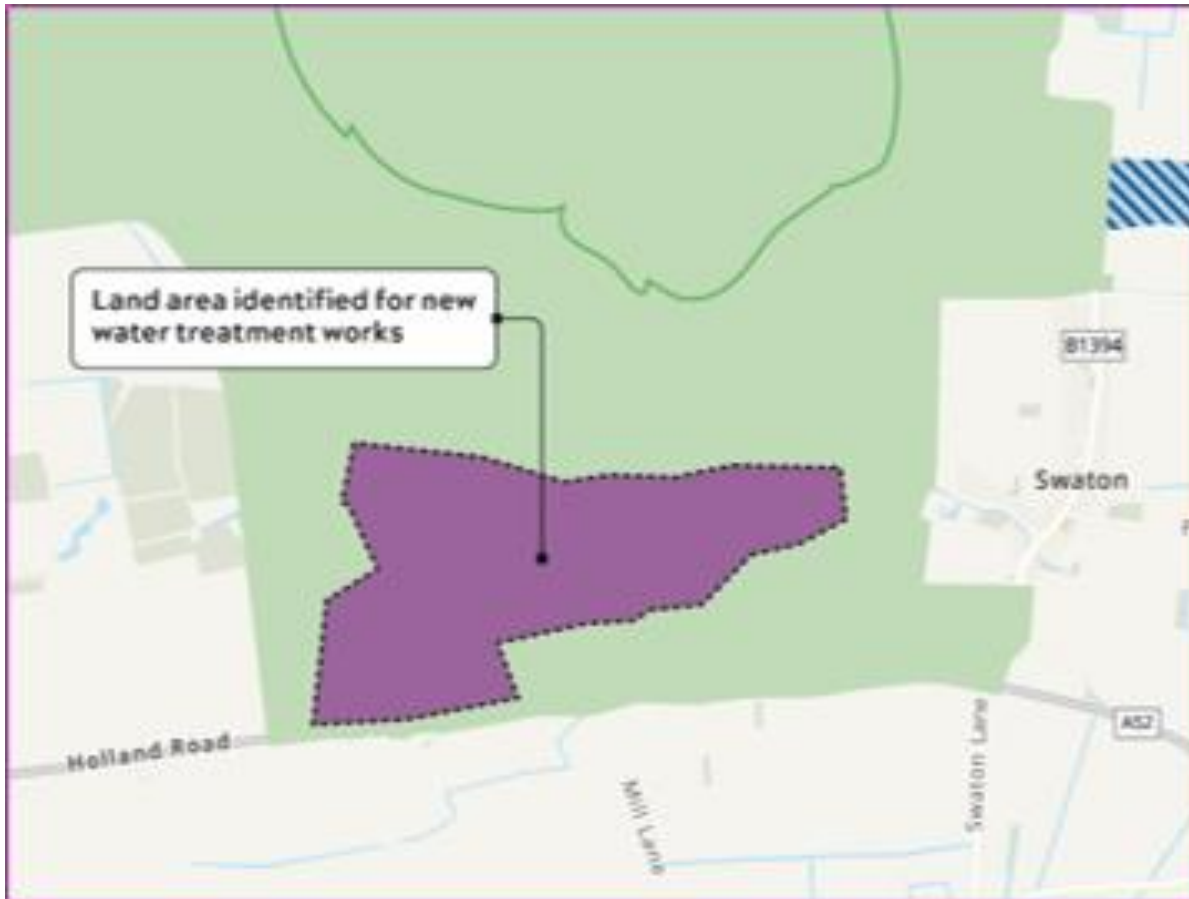 Land area identified for new
water treatment works
B1394
Swaton
A52
Holland Road
Mill Lane
Swaton Lane